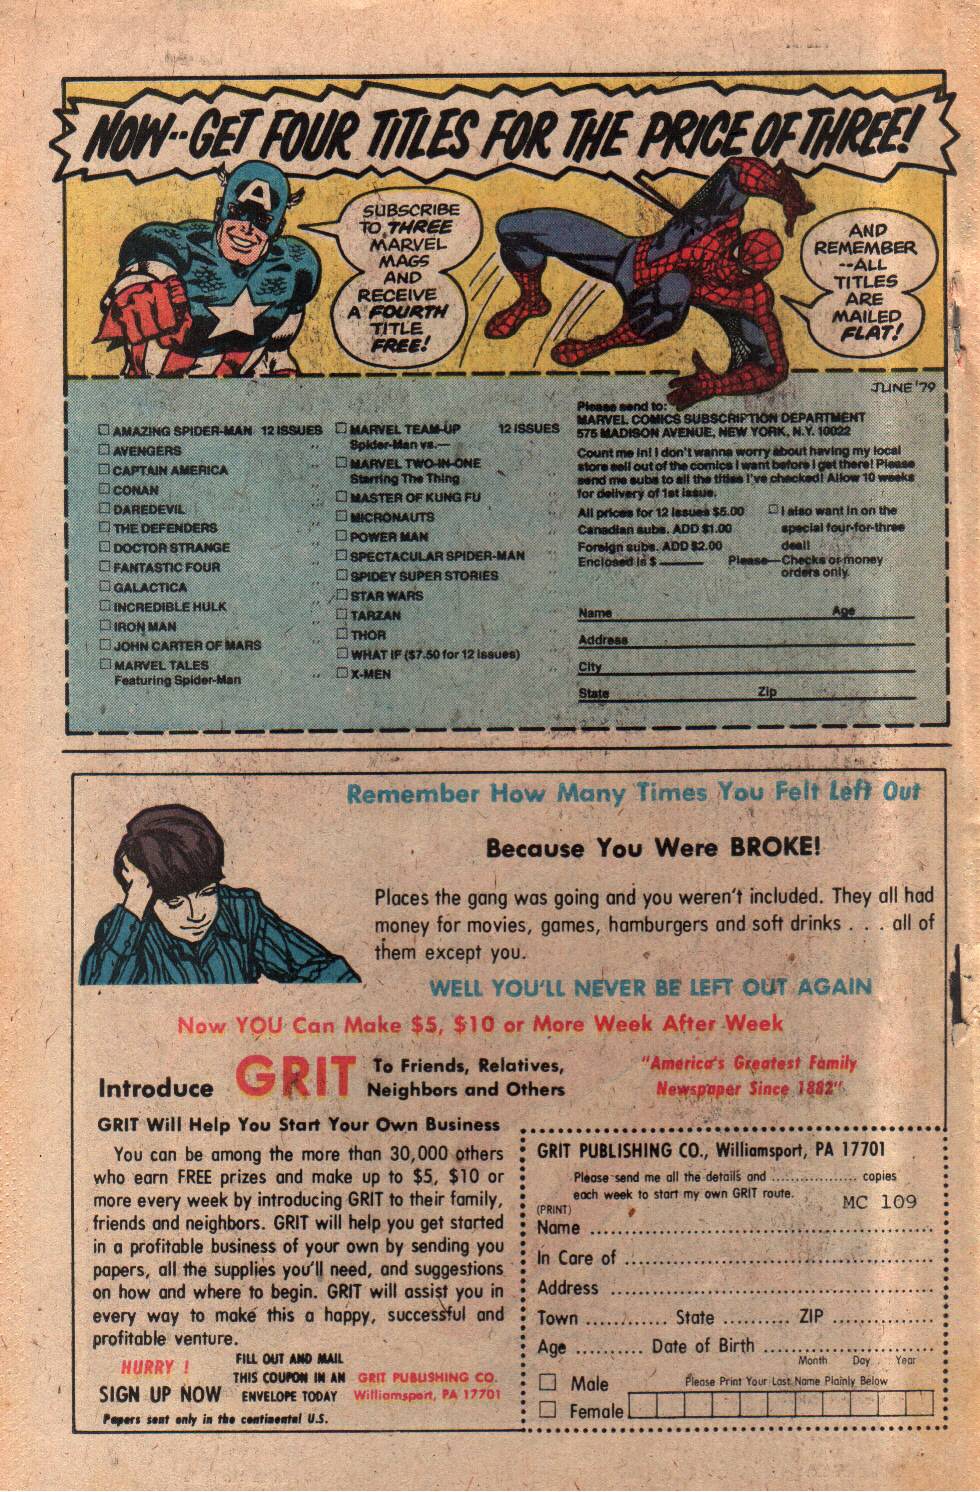 NOW--GET FOUR TITLES FOR THE PRICE OF THREE!
A
SUBSCRIBE
TO THREE
MARVEL
MAGS
AND
RECEIVE
A FOURTH
TITLE
FREE!
AND
REMEMBER
--ALL
TITLES
ARE
MAILED
FLAT!
JUNE '79
☐ AMAZING SPIDER-MAN 12 ISSUES
☐ AVENGERS "
☐ CAPTAIN AMERICA "
☐ CONAN "
☐ DAREDEVIL "
☐ THE DEFENDERS "
☐ DOCTOR STRANGE "
☐ FANTASTIC FOUR "
☐ GALACTICA "
☐ INCREDIBLE HULK "
☐ IRON MAN "
☐ JOHN CARTER OF MARS "
☐ MARVEL TALES "
Featuring Spider-Man
☐ MARVEL TEAM-UP 12 ISSUES
Spider-Man vs.—
☐ MARVEL TWO-IN-ONE "
Starring The Thing
☐ MASTER OF KUNG FU "
☐ MICRONAUTS "
☐ POWER MAN "
☐ SPECTACULAR SPIDER-MAN "
☐ SPIDEY SUPER STORIES "
☐ STAR WARS "
☐ TARZAN "
☐ THOR "
☐ WHAT IF ($7.50 for 12 issues) "
☐ X-MEN "
Please send to:
MARVEL COMICS SUBSCRIPTION DEPARTMENT
575 MADISON AVENUE, NEW YORK, N.Y. 10022
Count me in! I don't wanna worry about having my local
store sell out of the comics I want before I get there! Please
send me subs to all the titles I've checked! Allow 10 weeks
for delivery of 1st issue.
All prices for 12 issues $5.00
Canadian subs. ADD $1.00
Foreign subs. ADD $2.00
Enclosed is $
☐ I also want in on the
special four-for-three
deal!
Please—Checks or money
orders only.
Name Age
Address
City
State Zip
Remember How Many Times You Felt Left Out
Because You Were BROKE!
Places the gang was going and you weren't included. They all had
money for movies, games, hamburgers and soft drinks . . . all of
them except you.
WELL YOU'LL NEVER BE LEFT OUT AGAIN
Now YOU Can Make $5, $10 or More Week After Week
Introduce GRIT To Friends, Relatives,
Neighbors and Others
"America's Greatest Family
Newspaper Since 1882"
GRIT Will Help You Start Your Own Business
You can be among the more than 30,000 others
who earn FREE prizes and make up to $5, $10 or
more every week by introducing GRIT to their family,
friends and neighbors. GRIT will help you get started
in a profitable business of your own by sending you
papers, all the supplies you'll need, and suggestions
on how and where to begin. GRIT will assist you in
every way to make this a happy, successful and
profitable venture.
HURRY !
SIGN UP NOW
FILL OUT AND MAIL
THIS COUPON IN AN
ENVELOPE TODAY
GRIT PUBLISHING CO.
Williamsport, PA 17701
Papers sent only in the continental U.S.
GRIT PUBLISHING CO., Williamsport, PA 17701
Please send me all the details and .................. copies
each week to start my own GRIT route.
MC 109
(PRINT)
Name
In Care of
Address
Town ............ State ........... ZIP
Age .......... Date of Birth
Month Day Year
☐ Male
☐ Female
Please Print Your Last Name Plainly Below